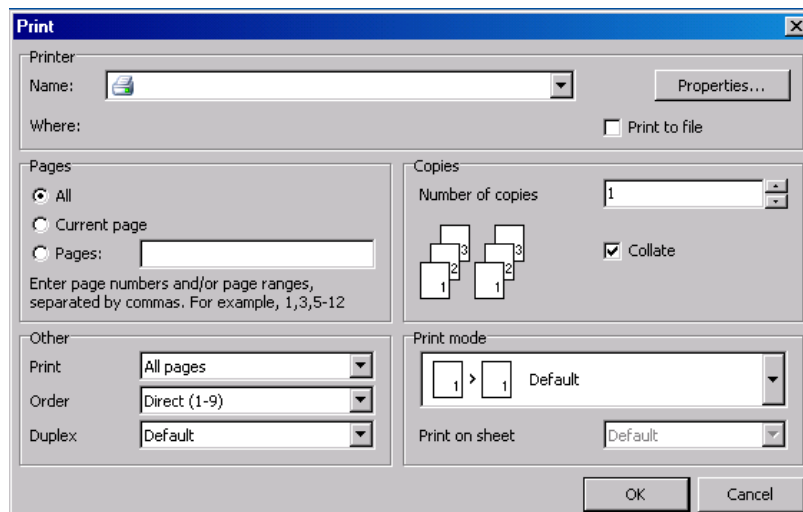 Print
Printer
Name:
Properties...
Where:
Print to file
Pages
All
Current page
Pages:
Enter page numbers and/or page ranges,
separated by commas. For example, 1,3,5-12
Copies
Number of copies 1
3 3
2 2
1 1
Collate
Other
Print All pages
Order Direct (1-9)
Duplex Default
Print mode
1 > 1 Default
Print on sheet Default
OK Cancel